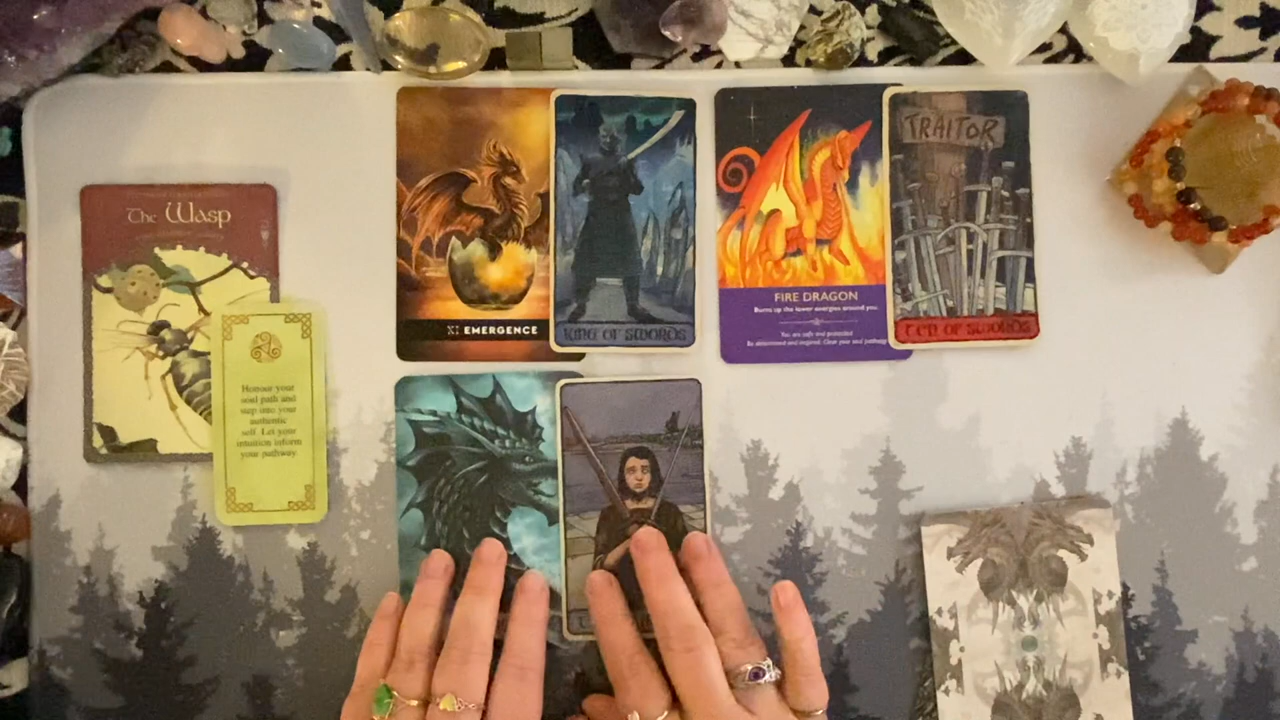 The Wasp
Honour your
soul path and
step into your
authentic
self. Let your
intuition inform
your pathway.
XI EMERGENCE
KING OF SWORDS
FIRE DRAGON
Burns up the lower energies around you.
You are safe and protected
Be determined and inspired. Clear your soul pathway
TRAITOR
TEN OF SWORDS